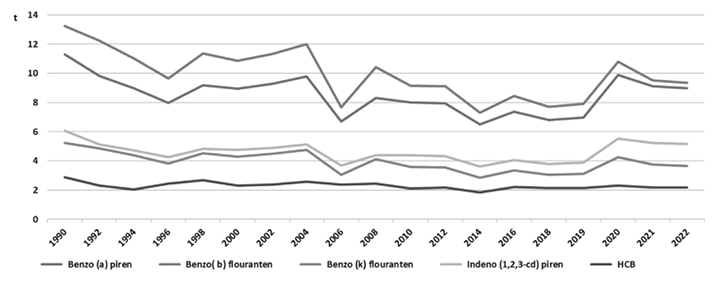 t
14
12
10
8
6
4
2
0
1990 1992 1994 1996 1998 2000 2002 2004 2006 2008 2010 2012 2014 2016 2018 2019 2020 2021 2022
Benzo (a) piren Benzo( b) flouranten Benzo (k) flouranten Indeno (1,2,3-cd) piren HCB